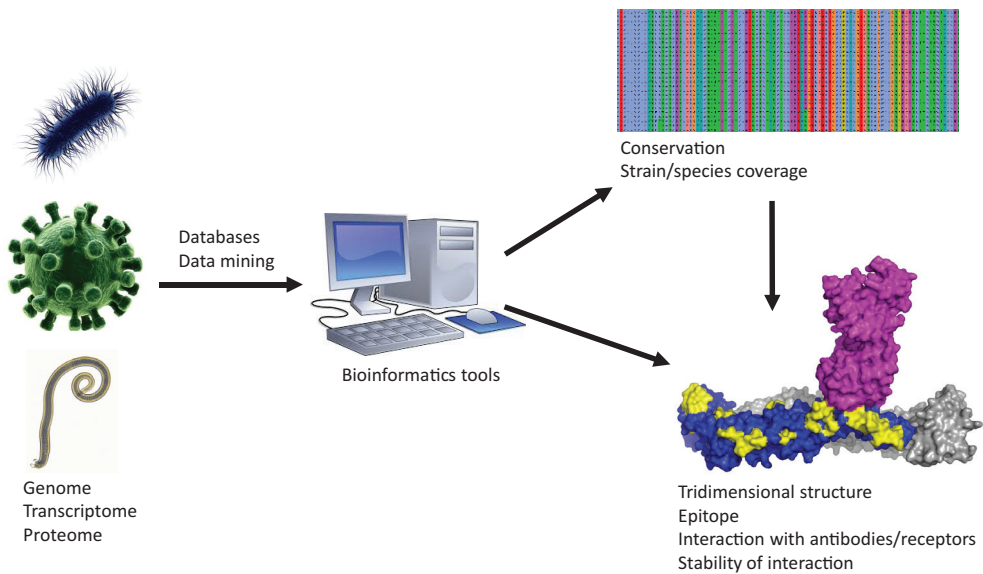 Conservation
Strain/species coverage
Databases
Data mining
Bioinformatics tools
Genome
Transcriptome
Proteome
Tridimensional structure
Epitope
Interaction with antibodies/receptors
Stability of interaction